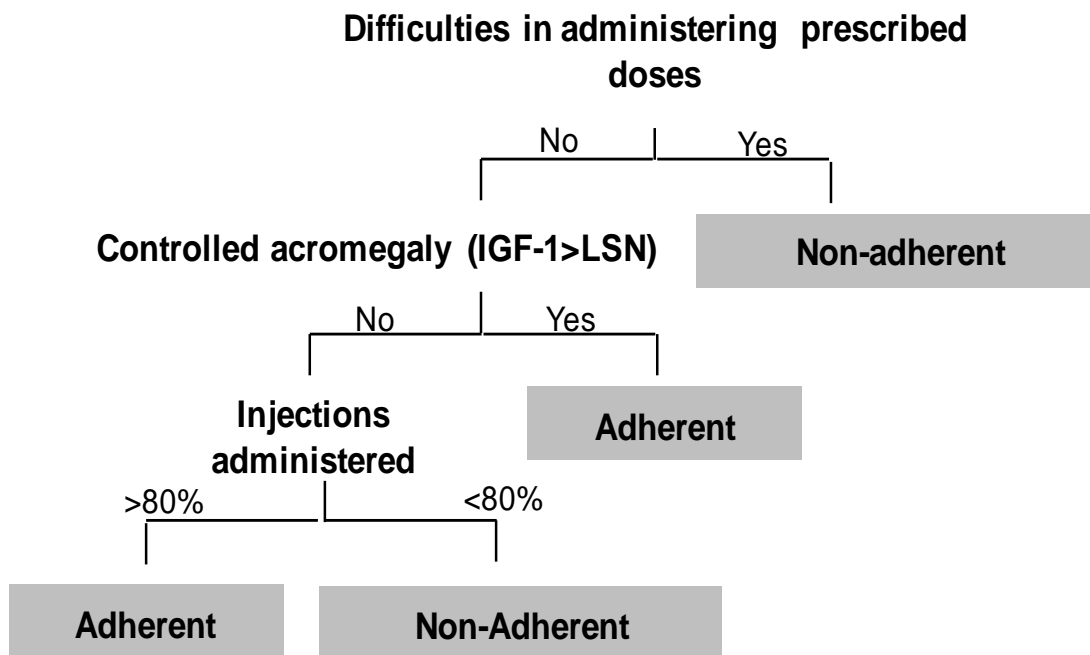 Difficulties in administering prescribed
doses
No
Yes
Controlled acromegaly (IGF-1>LSN)
Non-adherent
No
Yes
Injections
administered
Adherent
>80%
<80%
Adherent
Non-Adherent